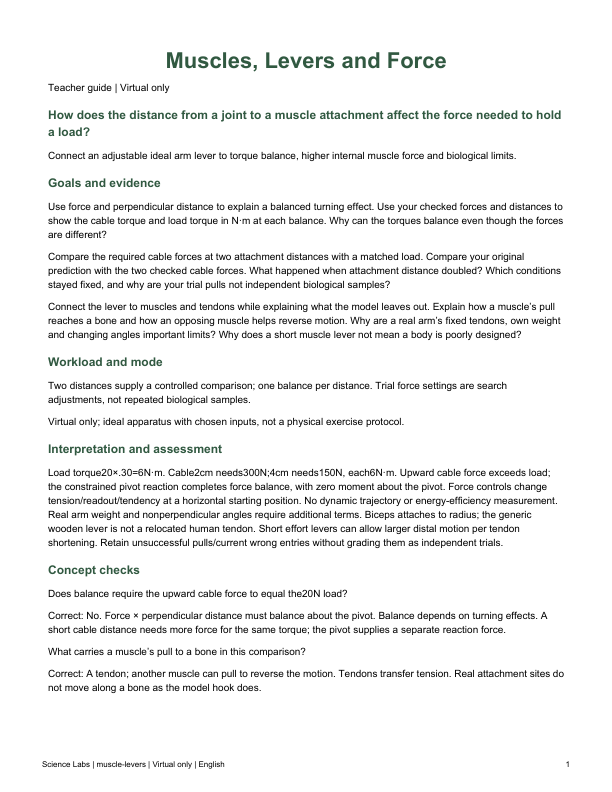 Muscles, Levers and Force
Teacher guide | Virtual only
How does the distance from a joint to a muscle attachment affect the force needed to hold
a load?
Connect an adjustable ideal arm lever to torque balance, higher internal muscle force and biological limits.
Goals and evidence
Use force and perpendicular distance to explain a balanced turning effect. Use your checked forces and distances to
show the cable torque and load torque in N·m at each balance. Why can the torques balance even though the forces
are different?
Compare the required cable forces at two attachment distances with a matched load. Compare your original
prediction with the two checked cable forces. What happened when attachment distance doubled? Which conditions
stayed fixed, and why are your trial pulls not independent biological samples?
Connect the lever to muscles and tendons while explaining what the model leaves out. Explain how a muscle’s pull
reaches a bone and how an opposing muscle helps reverse motion. Why are a real arm’s fixed tendons, own weight
and changing angles important limits? Why does a short muscle lever not mean a body is poorly designed?
Workload and mode
Two distances supply a controlled comparison; one balance per distance. Trial force settings are search
adjustments, not repeated biological samples.
Virtual only; ideal apparatus with chosen inputs, not a physical exercise protocol.
Interpretation and assessment
Load torque20×.30=6N·m. Cable2cm needs300N;4cm needs150N, each6N·m. Upward cable force exceeds load;
the constrained pivot reaction completes force balance, with zero moment about the pivot. Force controls change
tension/readout/tendency at a horizontal starting position. No dynamic trajectory or energy-efficiency measurement.
Real arm weight and nonperpendicular angles require additional terms. Biceps attaches to radius; the generic
wooden lever is not a relocated human tendon. Short effort levers can allow larger distal motion per tendon
shortening. Retain unsuccessful pulls/current wrong entries without grading them as independent trials.
Concept checks
Does balance require the upward cable force to equal the20N load?
Correct: No. Force × perpendicular distance must balance about the pivot. Balance depends on turning effects. A
short cable distance needs more force for the same torque; the pivot supplies a separate reaction force.
What carries a muscle’s pull to a bone in this comparison?
Correct: A tendon; another muscle can pull to reverse the motion. Tendons transfer tension. Real attachment sites do
not move along a bone as the model hook does.
Science Labs | muscle-levers | Virtual only | English
1